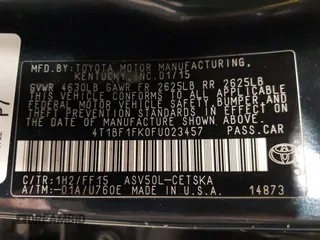 MFD.BY:TOYOTA MOTOR MANUFACTURING,
KENTUCKY,INC.01/15
GVWR 4630LB GAWR FR 2625LB RR 2625LB
THIS VEHICLE CONFORMS TO ALL APPLICABLE
FEDERAL MOTOR VEHICLE SAFETY, BUMPER, AND
THEFT PREVENTION STANDARDS IN EFFECT ON
THE DATE OF MANUFACTURE SHOWN ABOVE.
4T1BF1FK0FU023457 PASS.CAR
C/TR:1H2/FF15 ASV50L-CETSKA
A/TM:-01A/U760E MADE IN U.S.A. 14873
TOYOTA